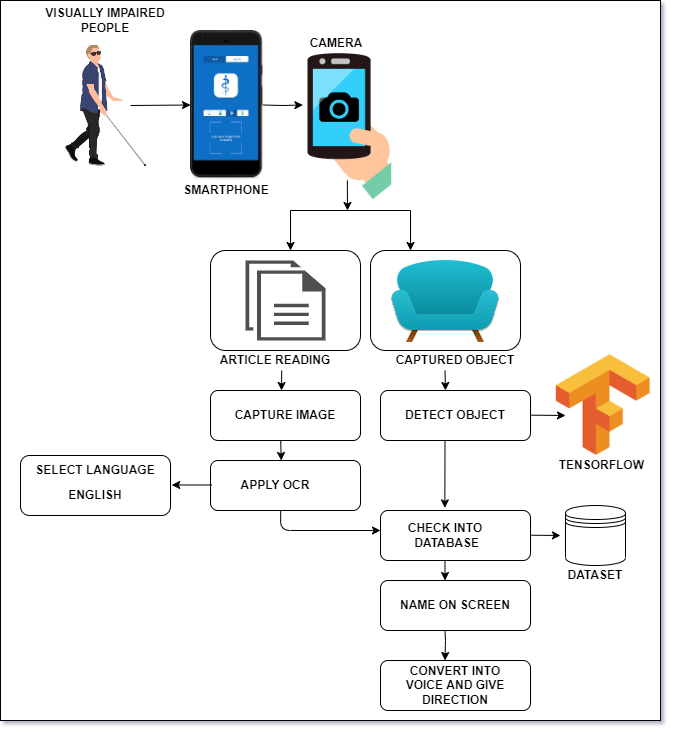 VISUALLY IMPAIRED
PEOPLE
CAMERA
SMARTPHONE
ARTICLE READING
CAPTURED OBJECT
CAPTURE IMAGE
DETECT OBJECT
TENSORFLOW
SELECT LANGUAGE
ENGLISH
APPLY OCR
CHECK INTO
DATABASE
DATASET
NAME ON SCREEN
CONVERT INTO
VOICE AND GIVE
DIRECTION